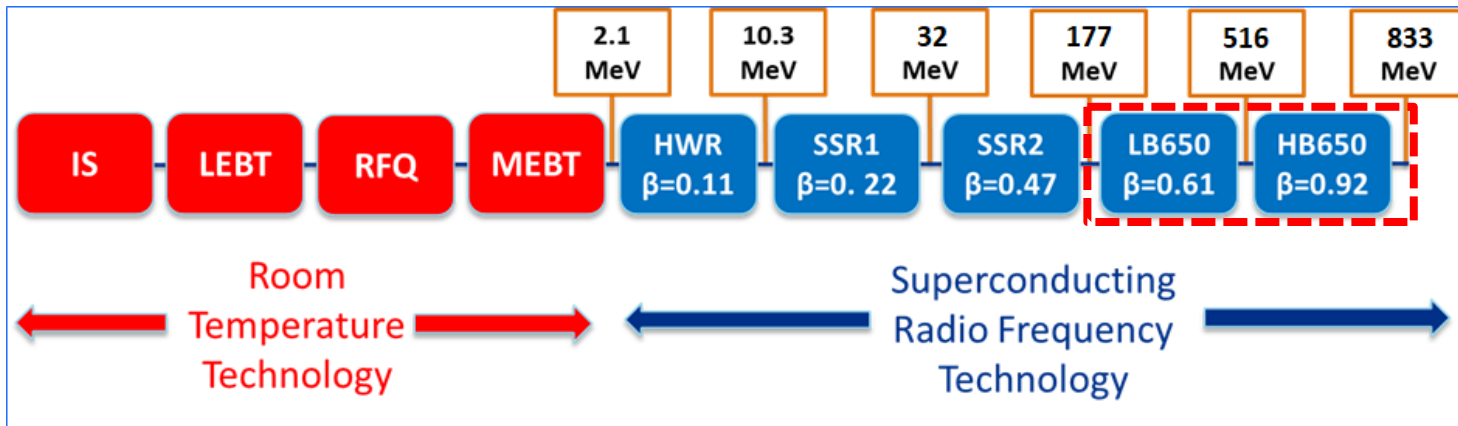 2.1
MeV
10.3
MeV
32
MeV
177
MeV
516
MeV
833
MeV
IS
LEBT
RFQ
MEBT
HWR
β=0.11
SSR1
β=0. 22
SSR2
β=0.47
LB650
β=0.61
HB650
β=0.92
Room
Temperature
Technology
Superconducting
Radio Frequency
Technology